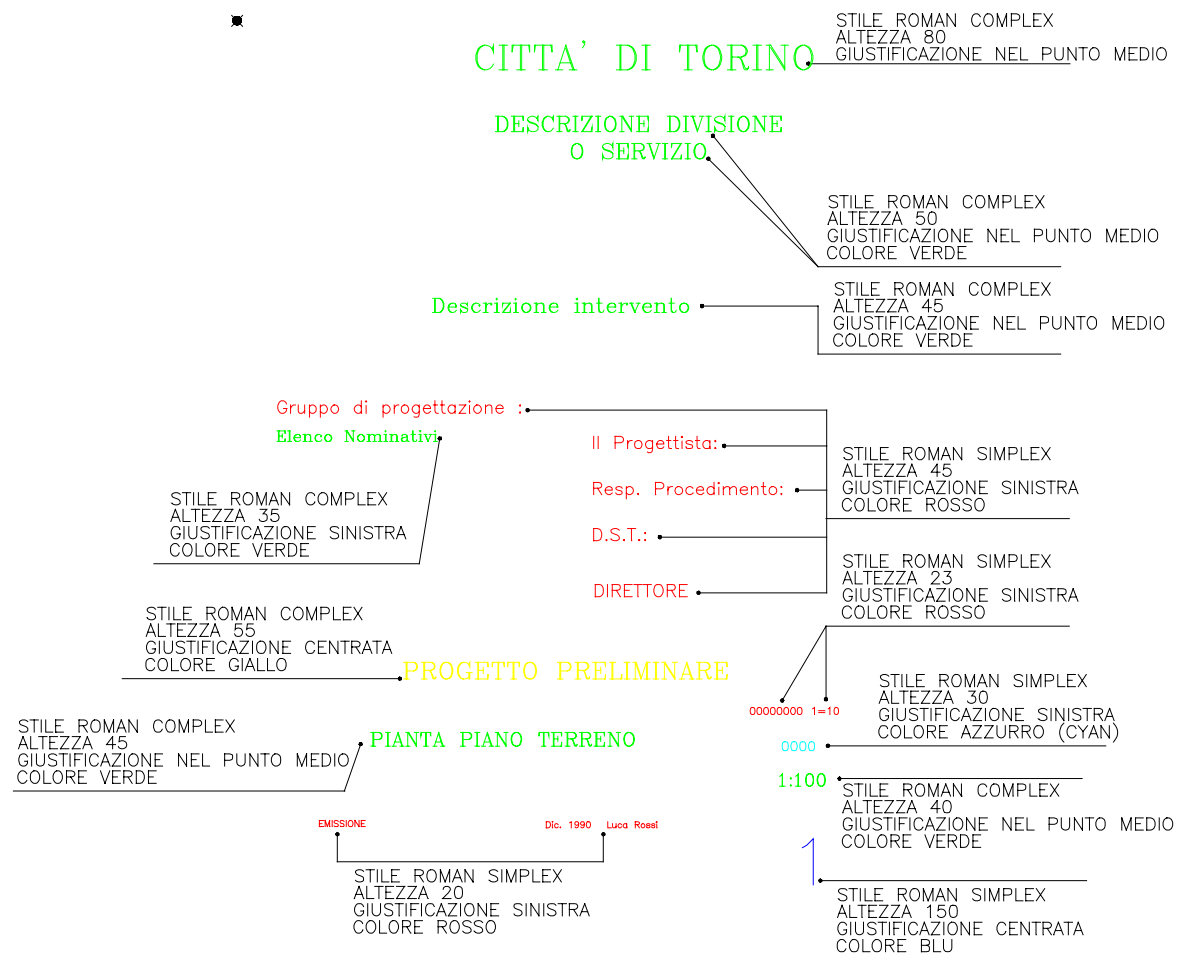 STILE ROMAN COMPLEX
ALTEZZA 80
GIUSTIFICAZIONE NEL PUNTO MEDIO
CITTA' DI TORINO
DESCRIZIONE DIVISIONE
O SERVIZIO
STILE ROMAN COMPLEX
ALTEZZA 50
GIUSTIFICAZIONE NEL PUNTO MEDIO
COLORE VERDE
Descrizione intervento
STILE ROMAN COMPLEX
ALTEZZA 45
GIUSTIFICAZIONE NEL PUNTO MEDIO
COLORE VERDE
Gruppo di progettazione :
Elenco Nominativi
Il Progettista:
Resp. Procedimento:
D.S.T.:
DIRETTORE
STILE ROMAN SIMPLEX
ALTEZZA 45
GIUSTIFICAZIONE SINISTRA
COLORE ROSSO
STILE ROMAN COMPLEX
ALTEZZA 35
GIUSTIFICAZIONE SINISTRA
COLORE VERDE
STILE ROMAN SIMPLEX
ALTEZZA 23
GIUSTIFICAZIONE SINISTRA
COLORE ROSSO
STILE ROMAN COMPLEX
ALTEZZA 55
GIUSTIFICAZIONE CENTRATA
COLORE GIALLO
PROGETTO PRELIMINARE
00000000 1=10
STILE ROMAN SIMPLEX
ALTEZZA 30
GIUSTIFICAZIONE SINISTRA
COLORE AZZURRO (CYAN)
STILE ROMAN COMPLEX
ALTEZZA 45
GIUSTIFICAZIONE NEL PUNTO MEDIO
COLORE VERDE
PIANTA PIANO TERRENO
0000
1:100
STILE ROMAN COMPLEX
ALTEZZA 40
GIUSTIFICAZIONE NEL PUNTO MEDIO
COLORE VERDE
EMISSIONE
Dic. 1990 Luca Rossi
STILE ROMAN SIMPLEX
ALTEZZA 20
GIUSTIFICAZIONE SINISTRA
COLORE ROSSO
1
STILE ROMAN SIMPLEX
ALTEZZA 150
GIUSTIFICAZIONE CENTRATA
COLORE BLU